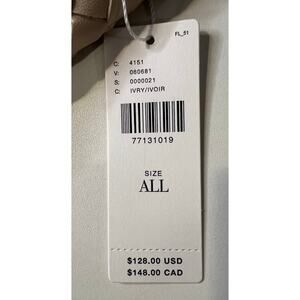 FL_51
C: 4151
V: 060681
S: 0000021
C: IVRY/IVOIR
77131019
SIZE
ALL
$128.00 USD
$148.00 CAD